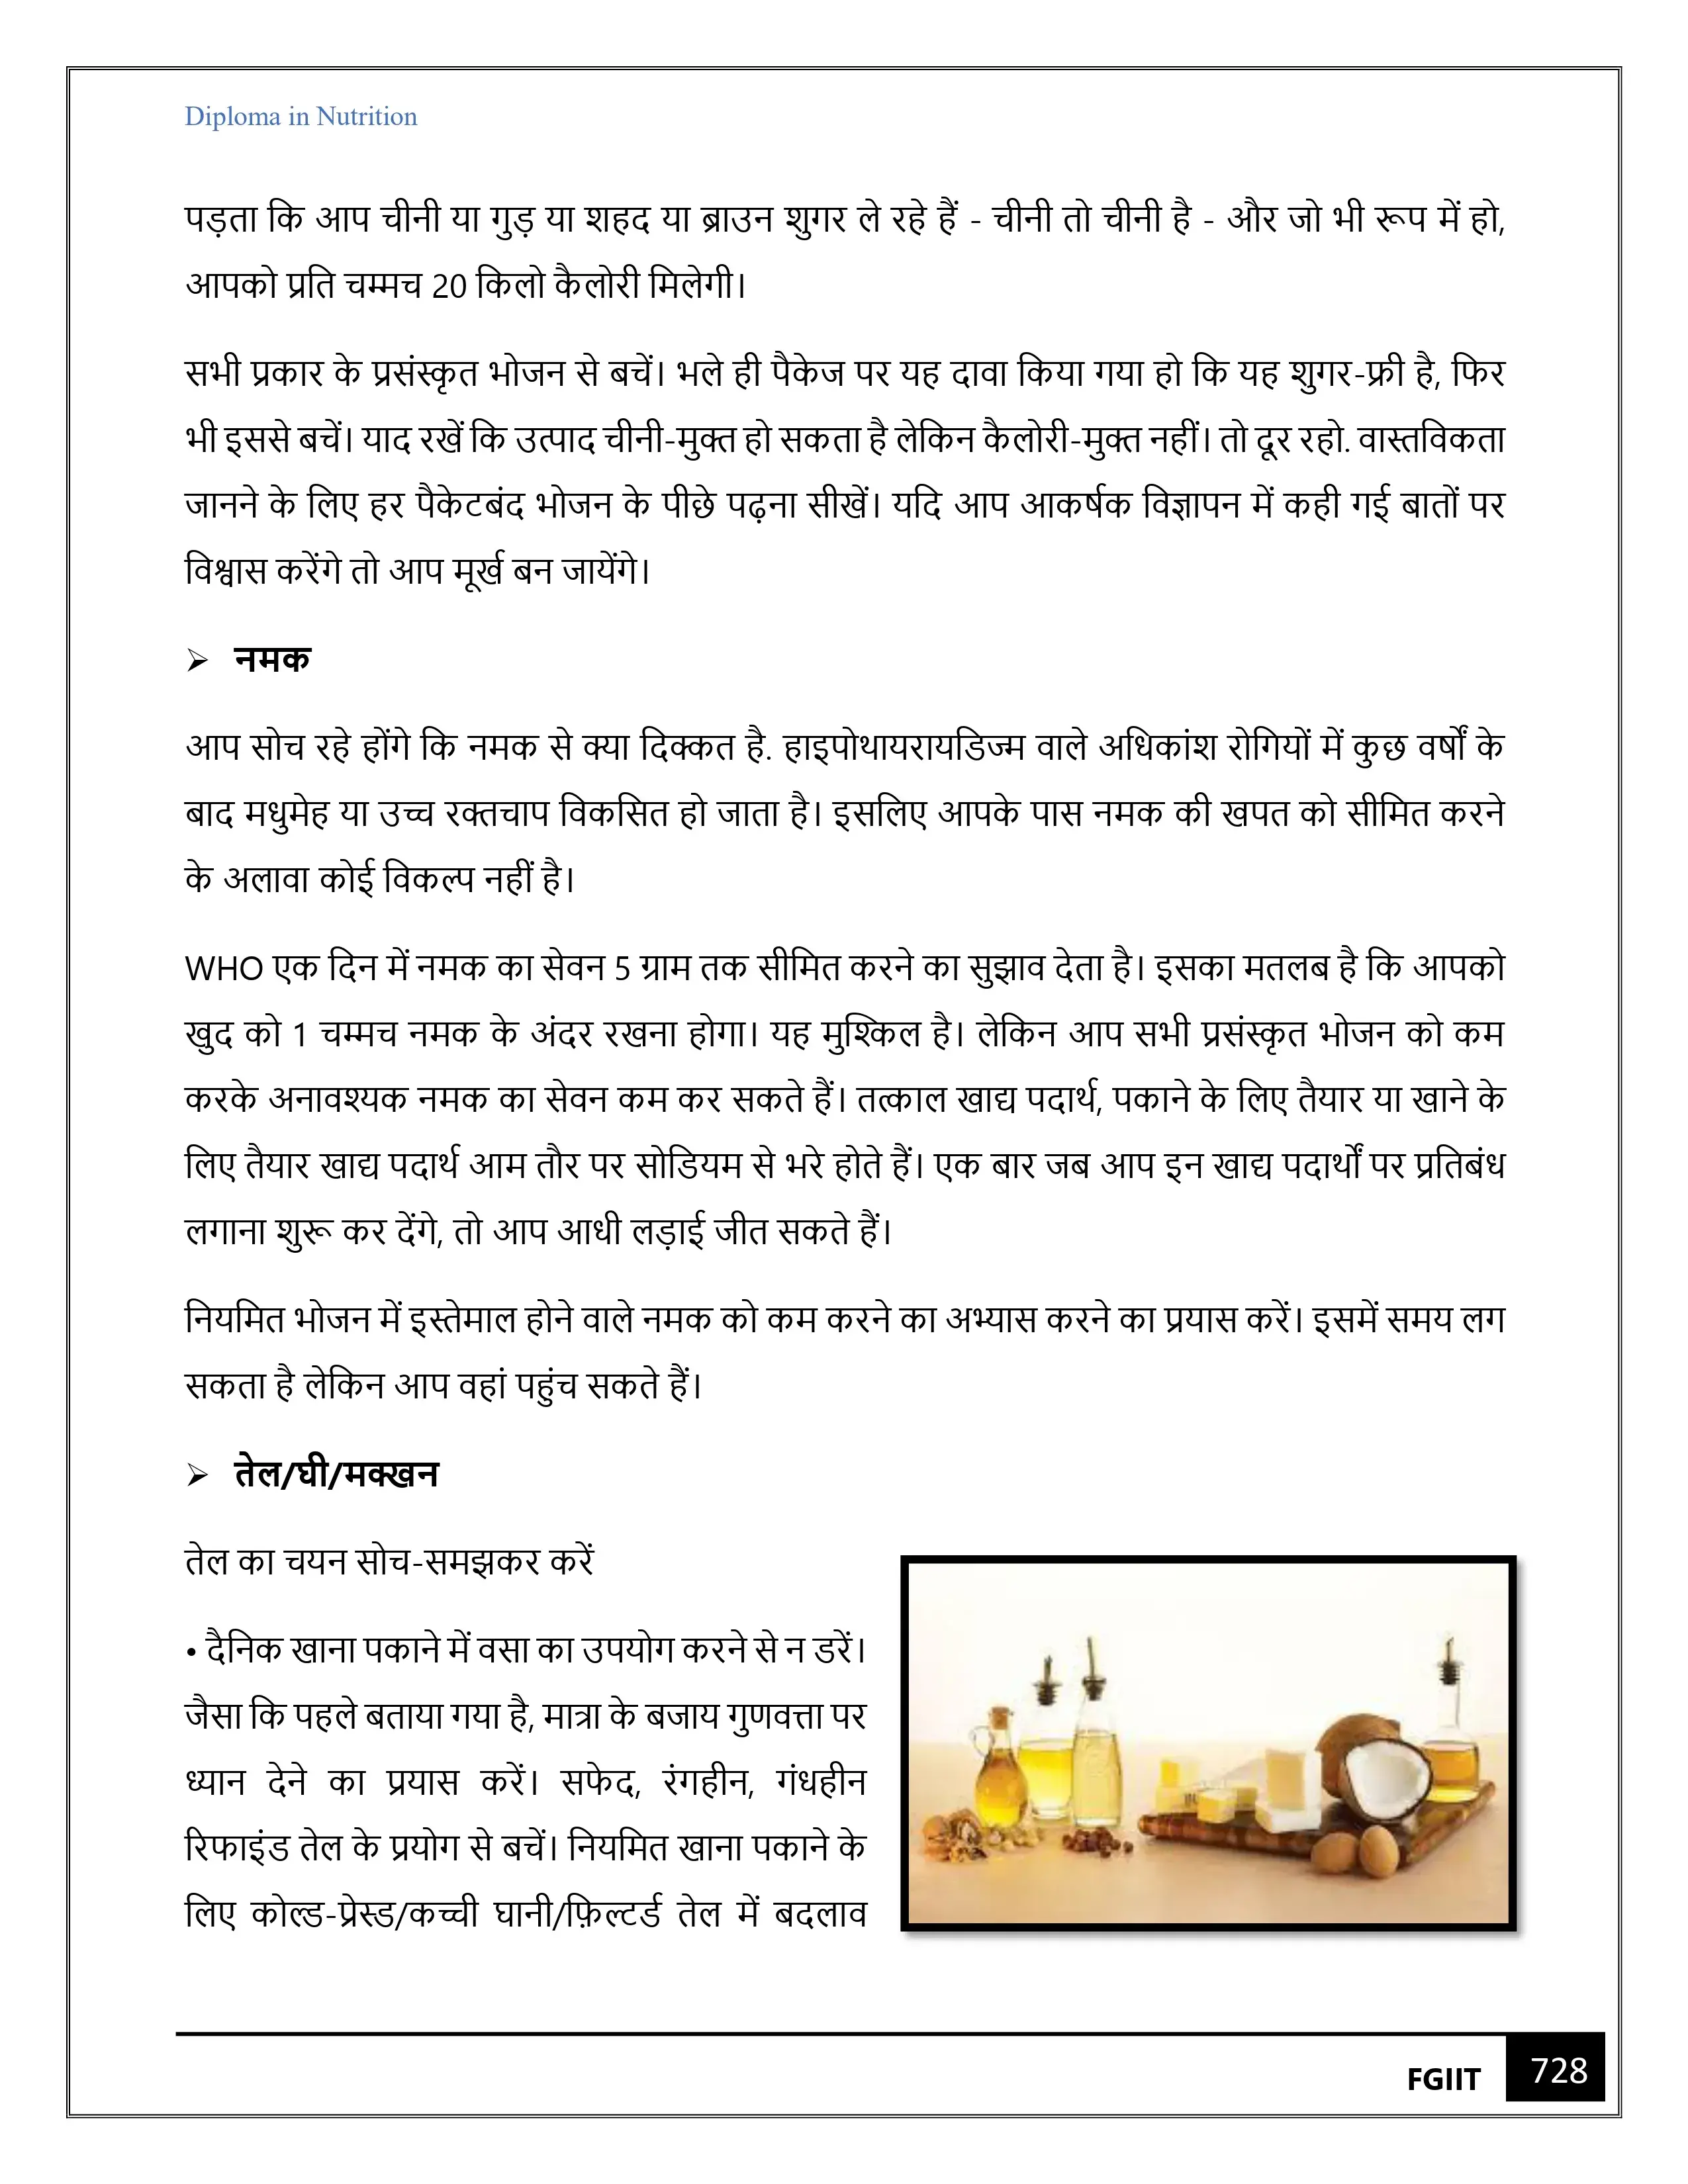 Diploma in Nutrition
पड़ता कि आप चीनी या गुड़ या शहद या ब्राउन शुगर ले रहे हैं - चीनी तो चीनी है - और जो भी रूप में हो,
आपको प्रति चम्मच 20 किलो कैलोरी मिलेगी।
सभी प्रकार के प्रसंस्कृत भोजन से बचें। भले ही पैकेज पर यह दावा किया गया हो कि यह शुगर-फ्री है, फिर
भी इससे बचें। याद रखें कि उत्पाद चीनी-मुक्त हो सकता है लेकिन कैलोरी-मुक्त नहीं। तो दूर रहो. वास्तविकता
जानने के लिए हर पैकेटबंद भोजन के पीछे पढ़ना सीखें। यदि आप आकर्षक विज्ञापन में कही गई बातों पर
विश्वास करेंगे तो आप मूर्ख बन जायेंगे।
➢ नमक
आप सोच रहे होंगे कि नमक से क्या दिक्कत है. हाइपोथायरायडिज्म वाले अधिकांश रोगियों में कुछ वर्षों के
बाद मधुमेह या उच्च रक्तचाप विकसित हो जाता है। इसलिए आपके पास नमक की खपत को सीमित करने
के अलावा कोई विकल्प नहीं है।
WHO एक दिन में नमक का सेवन 5 ग्राम तक सीमित करने का सुझाव देता है। इसका मतलब है कि आपको
खुद को 1 चम्मच नमक के अंदर रखना होगा। यह मुश्किल है। लेकिन आप सभी प्रसंस्कृत भोजन को कम
करके अनावश्यक नमक का सेवन कम कर सकते हैं। तत्काल खाद्य पदार्थ, पकाने के लिए तैयार या खाने के
लिए तैयार खाद्य पदार्थ आम तौर पर सोडियम से भरे होते हैं। एक बार जब आप इन खाद्य पदार्थों पर प्रतिबंध
लगाना शुरू कर देंगे, तो आप आधी लड़ाई जीत सकते हैं।
नियमित भोजन में इस्तेमाल होने वाले नमक को कम करने का अभ्यास करने का प्रयास करें। इसमें समय लग
सकता है लेकिन आप वहां पहुंच सकते हैं।
➢ तेल/घी/मक्खन
तेल का चयन सोच-समझकर करें
• दैनिक खाना पकाने में वसा का उपयोग करने से न डरें।
जैसा कि पहले बताया गया है, मात्रा के बजाय गुणवत्ता पर
ध्यान देने का प्रयास करें। सफेद, रंगहीन, गंधहीन
रिफाइंड तेल के प्रयोग से बचें। नियमित खाना पकाने के
लिए कोल्ड-प्रेस्ड/कच्ची घानी/फ़िल्टर्ड तेल में बदलाव
FGIIT 728